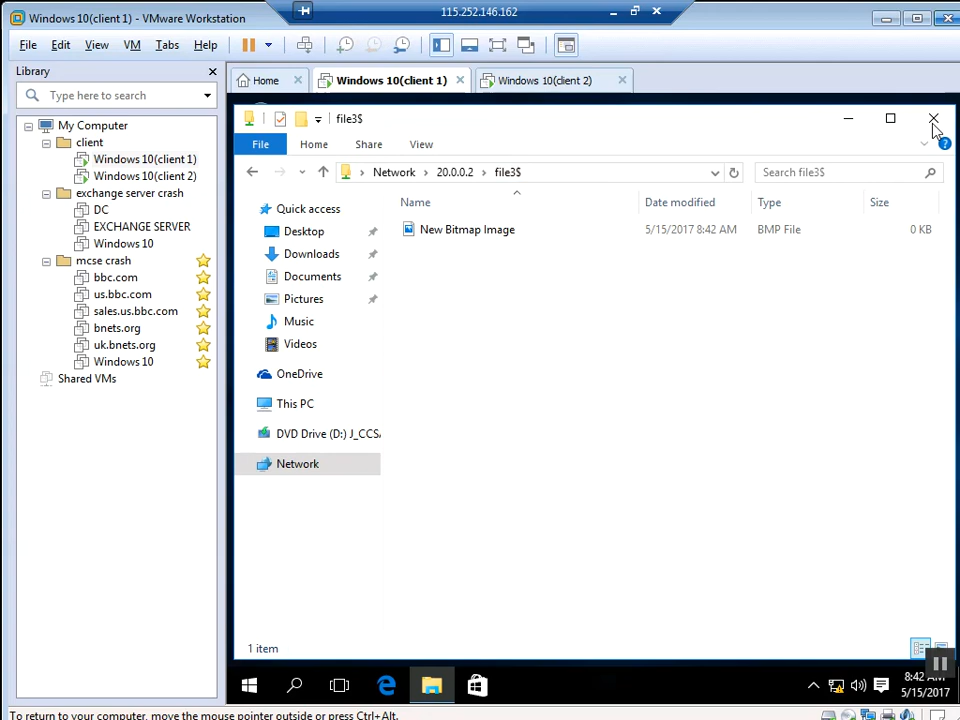 Windows 10(client 1) - VMware Workstation
115.252.146.162
File Edit View VM Tabs Help
Library
Type here to search
My Computer
client
Windows 10(client 1)
Windows 10(client 2)
exchange server crash
DC
EXCHANGE SERVER
Windows 10
mcse crash
bbc.com
us.bbc.com
sales.us.bbc.com
bnets.org
uk.bnets.org
Windows 10
Shared VMs
Home Windows 10(client 1) Windows 10(client 2)
file3$
File Home Share View
Network 20.0.0.2 file3$ Search file3$
Name Date modified Type Size
New Bitmap Image 5/15/2017 8:42 AM BMP File 0 KB
Quick access
Desktop
Downloads
Documents
Pictures
Music
Videos
OneDrive
This PC
DVD Drive (D:) J_CCSA
Network
1 item
8:42 AM
5/15/2017
To return to your computer, move the mouse pointer outside or press Ctrl+Alt.